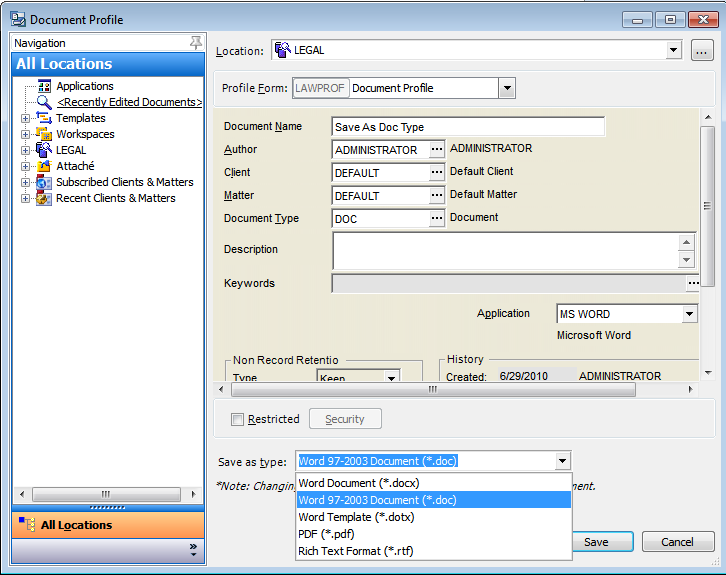 Document Profile
Navigation
All Locations
Applications
<Recently Edited Documents>
Templates
Workspaces
LEGAL
Attaché
Subscribed Clients & Matters
Recent Clients & Matters
All Locations
»
Location: LEGAL ...
Profile Form: LAWPROF Document Profile
Document Name Save As Doc Type
Author ADMINISTRATOR ... ADMINISTRATOR
Client DEFAULT ... Default Client
Matter DEFAULT ... Default Matter
Document Type DOC ... Document
Description
Keywords ...
Application MS WORD
Microsoft Word
Non Record Retentio History
Type Keep Created: 6/29/2010 ADMINISTRATOR
Restricted Security
Save as type: Word 97-2003 Document (*.doc)
*Note: Changin ment.
Word Document (*.docx)
Word 97-2003 Document (*.doc)
Word Template (*.dotx)
PDF (*.pdf)
Rich Text Format (*.rtf)
Save Cancel